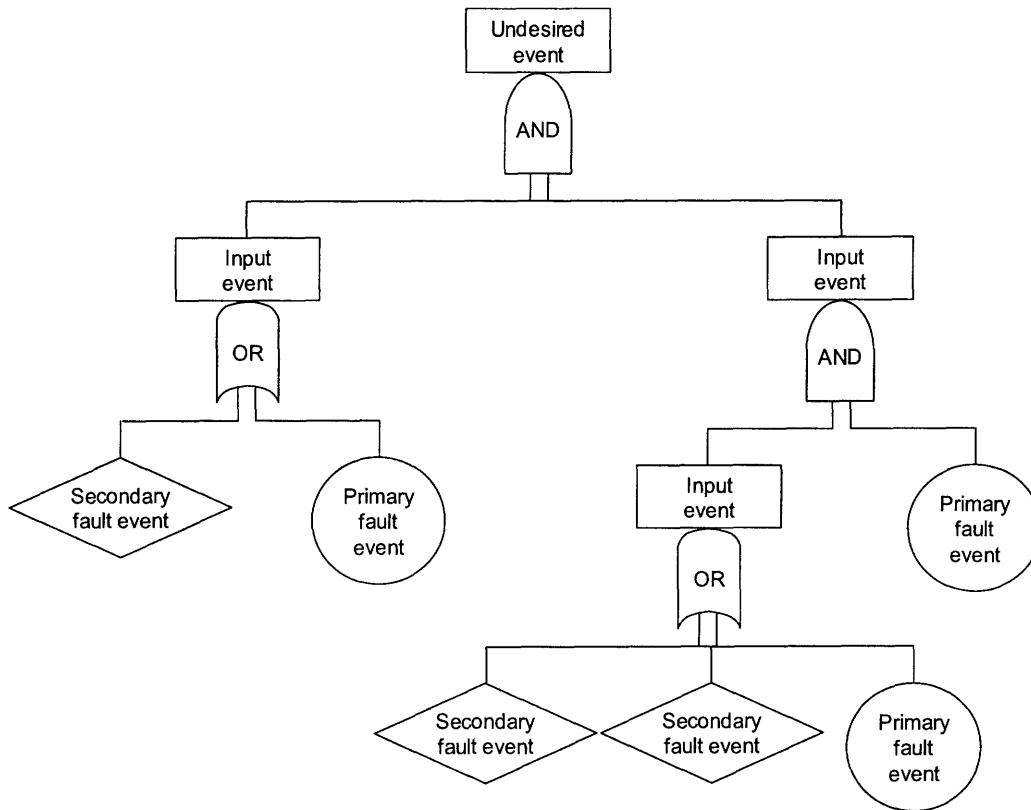 Undesired
event
AND
Input
event
Input
event
OR
AND
Secondary
fault event
Primary
fault
event
Input
event
Primary
fault
event
OR
Secondary
fault event
Secondary
fault event
Primary
fault
event